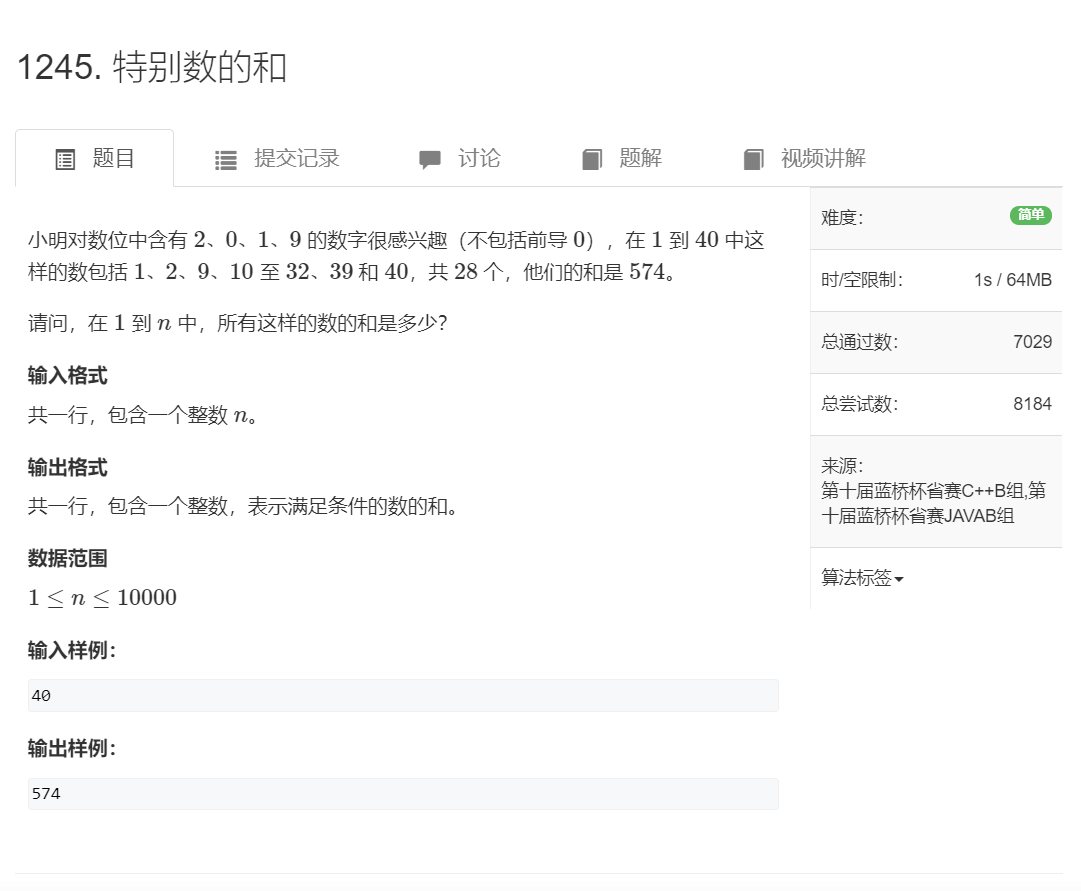 1245. 特别数的和
题目 提交记录 讨论 题解 视频讲解
小明对数位中含有 2、0、1、9 的数字很感兴趣（不包括前导 0），在 1 到 40 中这
样的数包括 1、2、9、10 至 32、39 和 40，共 28 个，他们的和是 574。
请问，在 1 到 n 中，所有这样的数的和是多少？
输入格式
共一行，包含一个整数 n。
输出格式
共一行，包含一个整数，表示满足条件的数的和。
数据范围
1 ≤ n ≤ 10000
输入样例：
40
输出样例：
574
难度： 简单
时/空限制： 1s / 64MB
总通过数： 7029
总尝试数： 8184
来源：
第十届蓝桥杯省赛C++B组,第
十届蓝桥杯省赛JAVAB组
算法标签